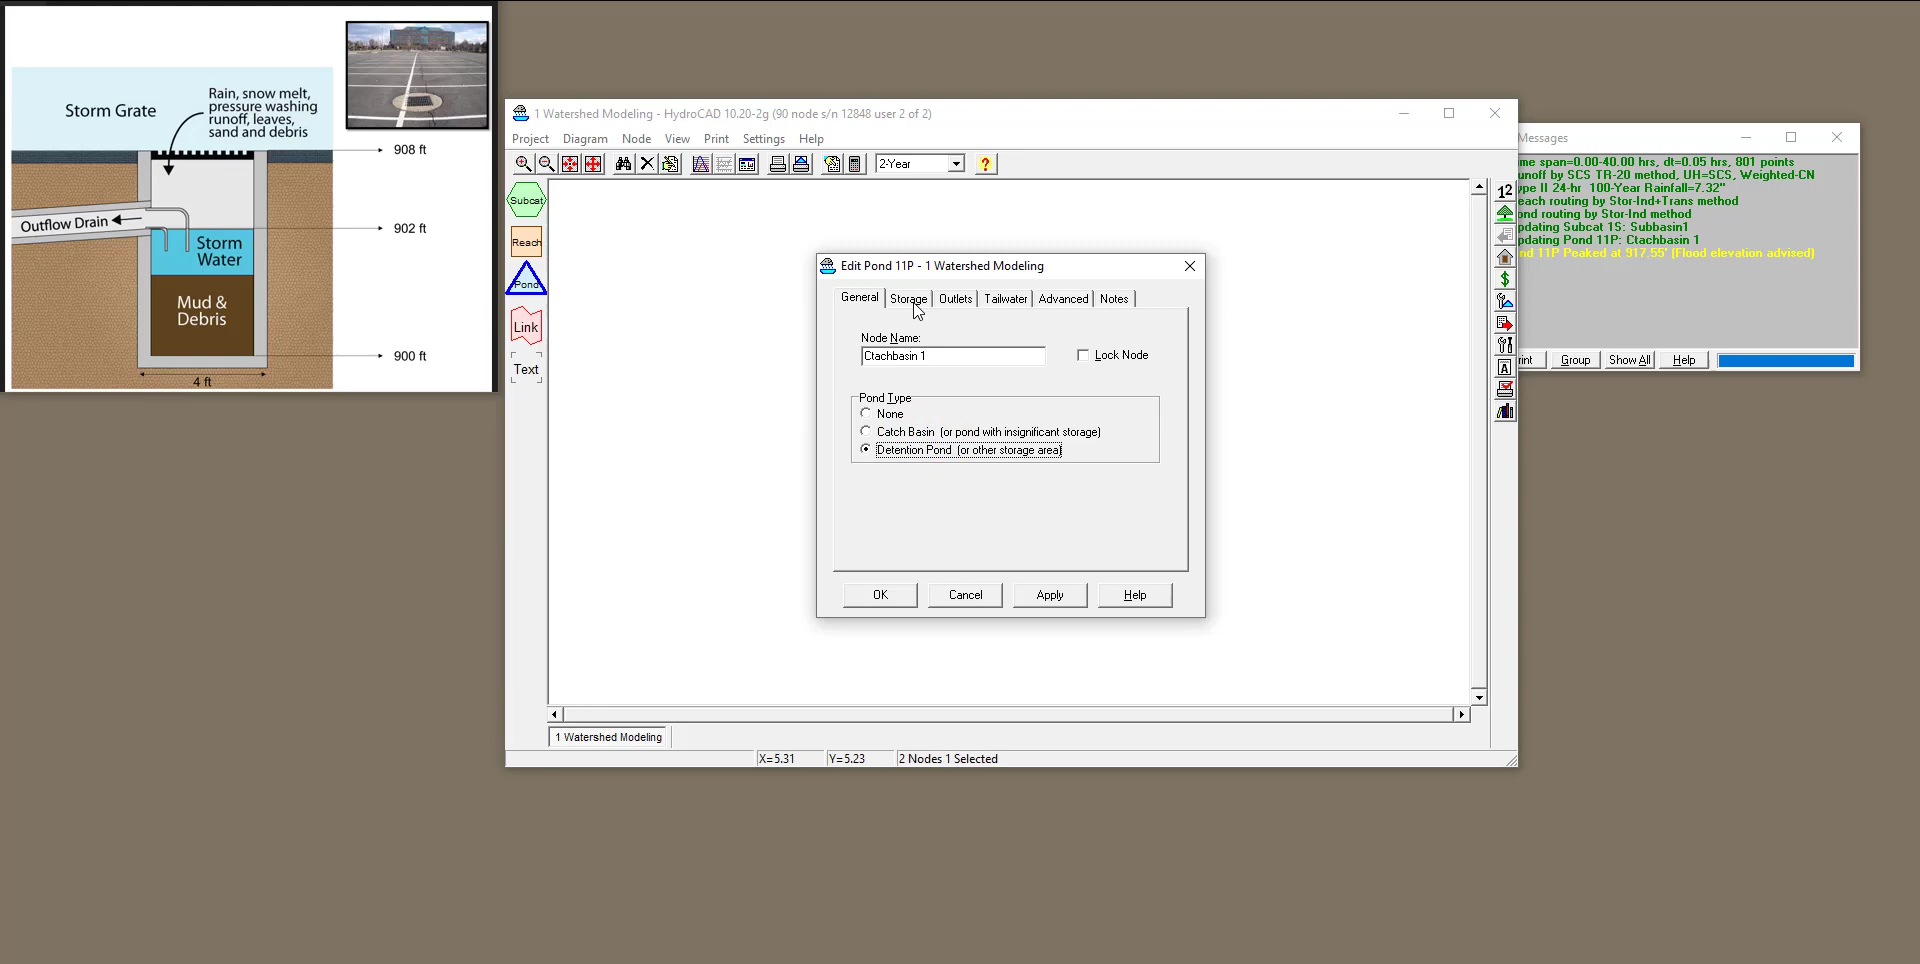 Storm Grate
Rain, snow melt,
pressure washing
runoff, leaves,
sand and debris
908 ft
Outflow Drain
902 ft
Storm
Water
Mud &
Debris
900 ft
4 ft
1 Watershed Modeling - HydroCAD 10.20-2g (90 node s/n 12848 user 2 of 2)
Project Diagram Node View Print Settings Help
2-Year
?
Subcat
Reach
Pond
Link
Text
12
$
A
Edit Pond 11P - 1 Watershed Modeling
General Storage Outlets Tailwater Advanced Notes
Node Name:
Ctachbasin 1
Lock Node
Pond Type
None
Catch Basin (or pond with insignificant storage)
Detention Pond (or other storage area)
OK Cancel Apply Help
1 Watershed Modeling
X=5.31 Y=5.23 2 Nodes 1 Selected
Messages
me span=0.00-40.00 hrs, dt=0.05 hrs, 801 points
unoff by SCS TR-20 method, UH=SCS, Weighted-CN
ype II 24-hr 100-Year Rainfall=7.32"
each routing by Stor-Ind+Trans method
ond routing by Stor-Ind method
pdating Subcat 1S: Subbasin1
pdating Pond 11P: Ctachbasin 1
nd 11P Peaked at 917.55' (Flood elevation advised)
rint Group Show All Help